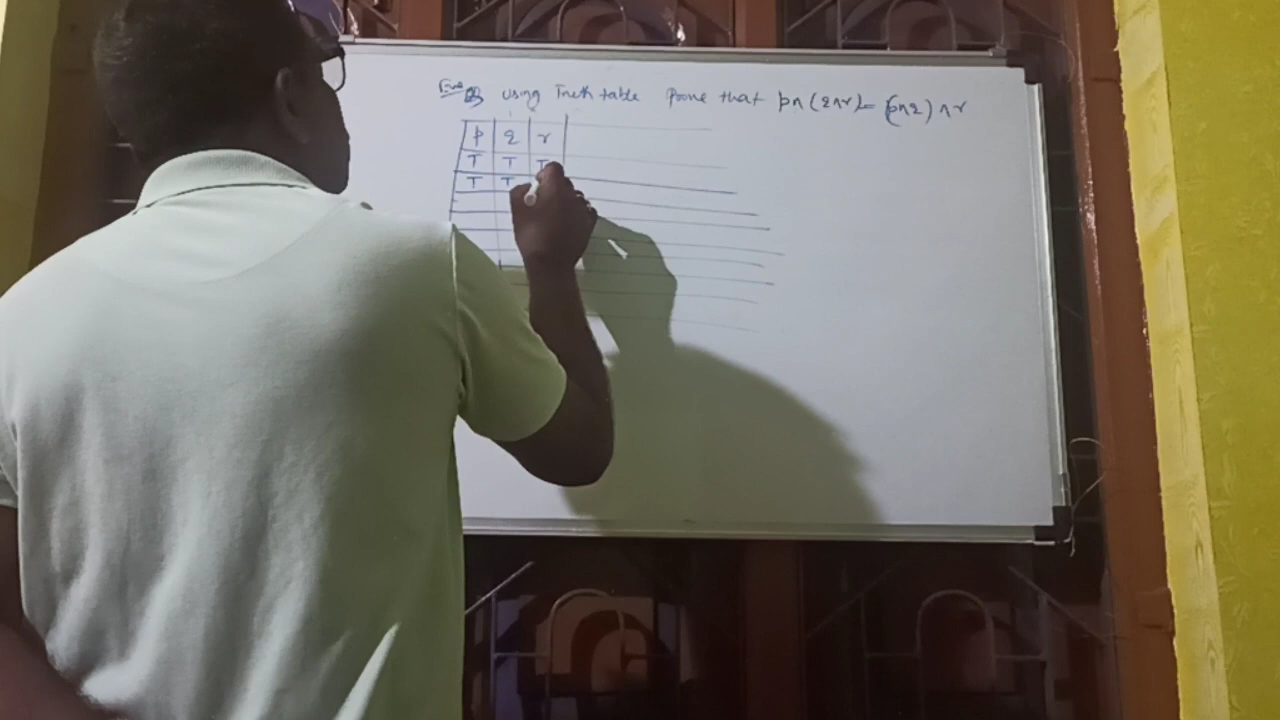 using Truth table Prove that p∧(q∧r)=(p∧q)∧r
p q r
T T T
T T